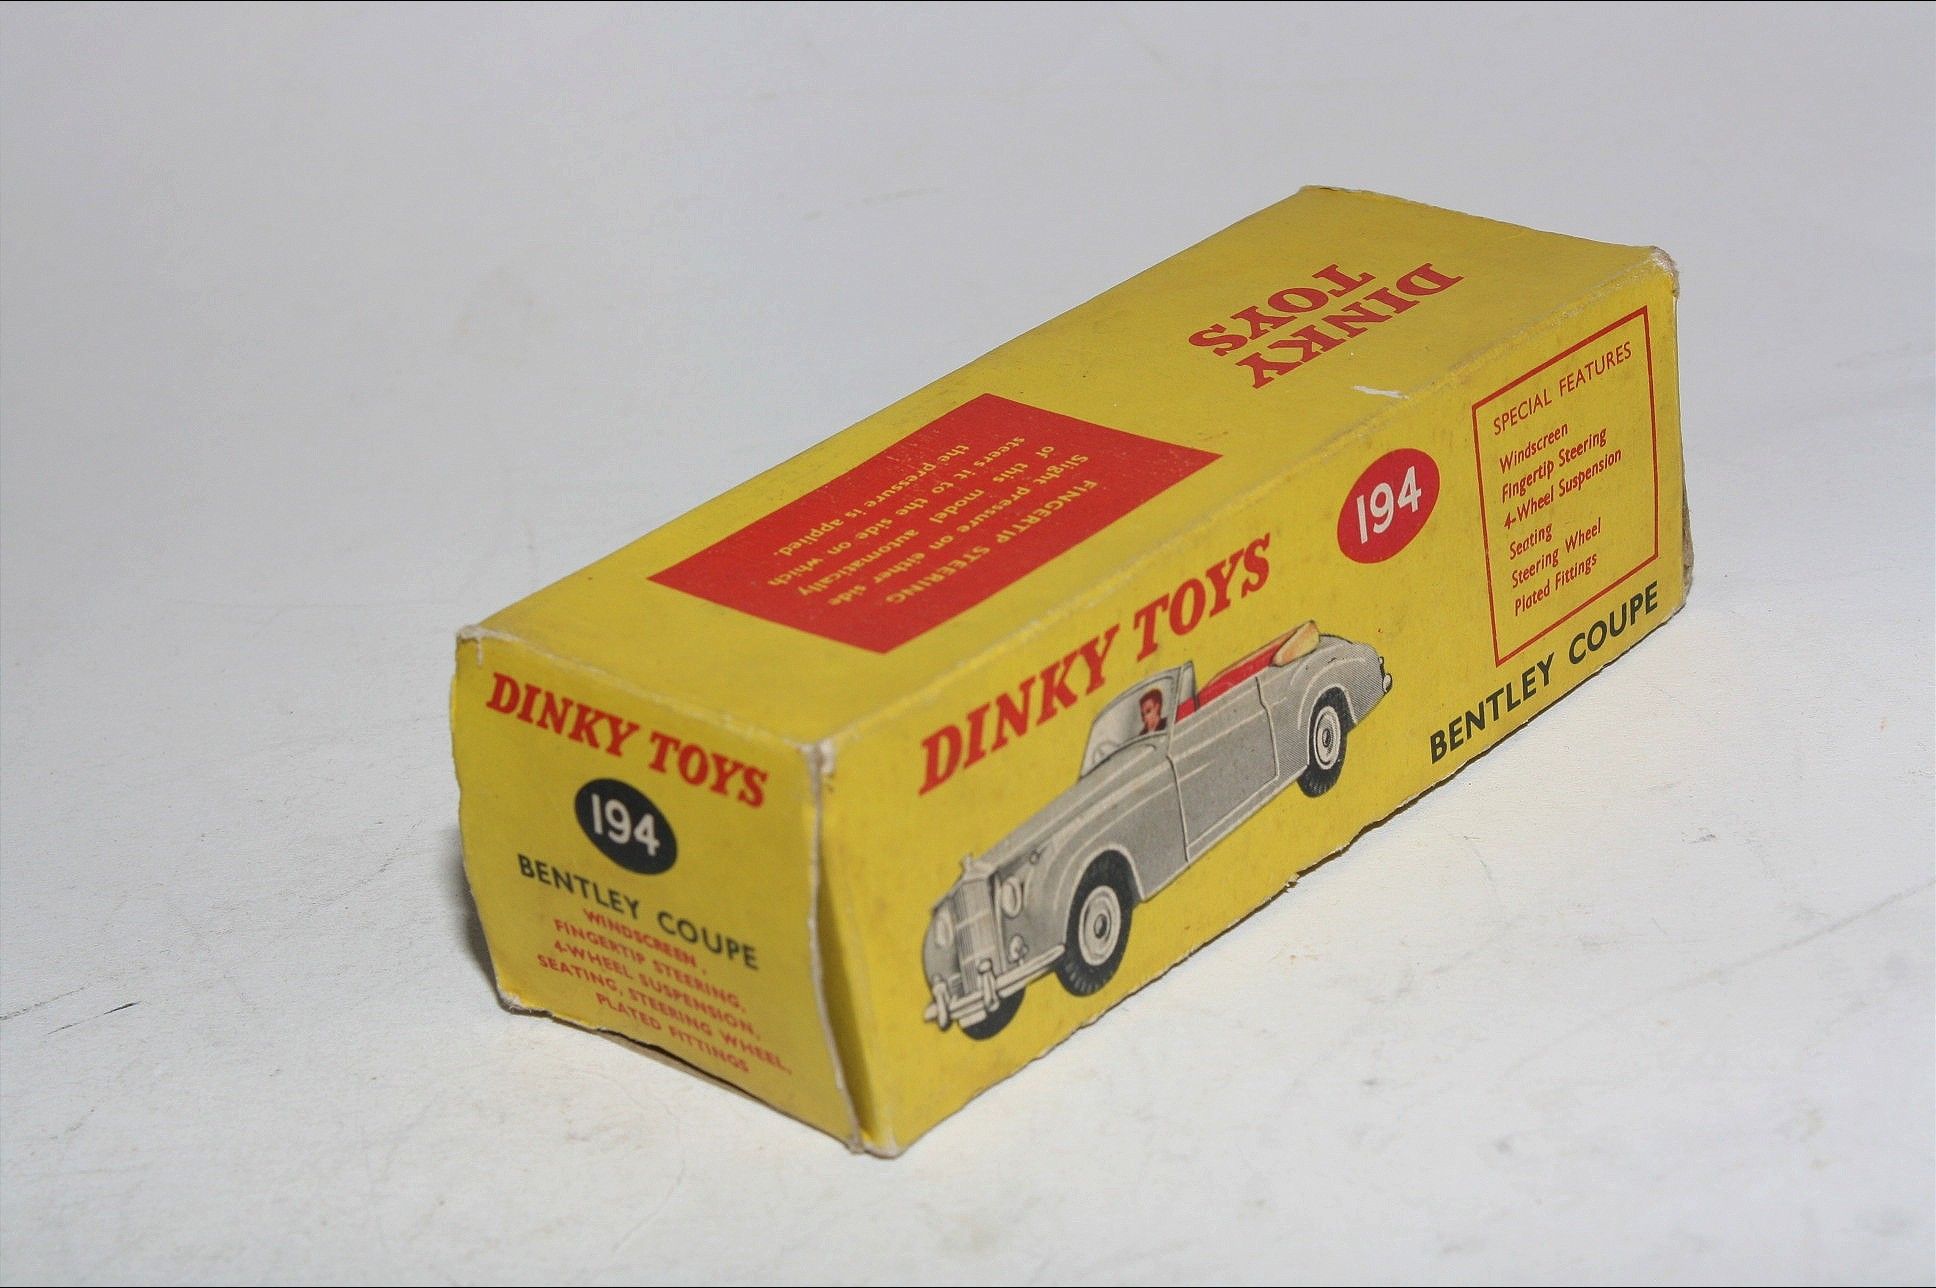 DINKY
TOYS
FINGERTIP STEERING
Slight pressure on either side
of this model automatically
steers it to the side on which
the pressure is applied.
DINKY TOYS
194
BENTLEY COUPE
WINDSCREEN,
FINGERTIP STEERING,
4-WHEEL SUSPENSION,
SEATING, STEERING WHEEL,
PLATED FITTINGS
DINKY TOYS
194
SPECIAL FEATURES
Windscreen
Fingertip Steering
4-Wheel Suspension
Seating
Steering Wheel
Plated Fittings
BENTLEY COUPE